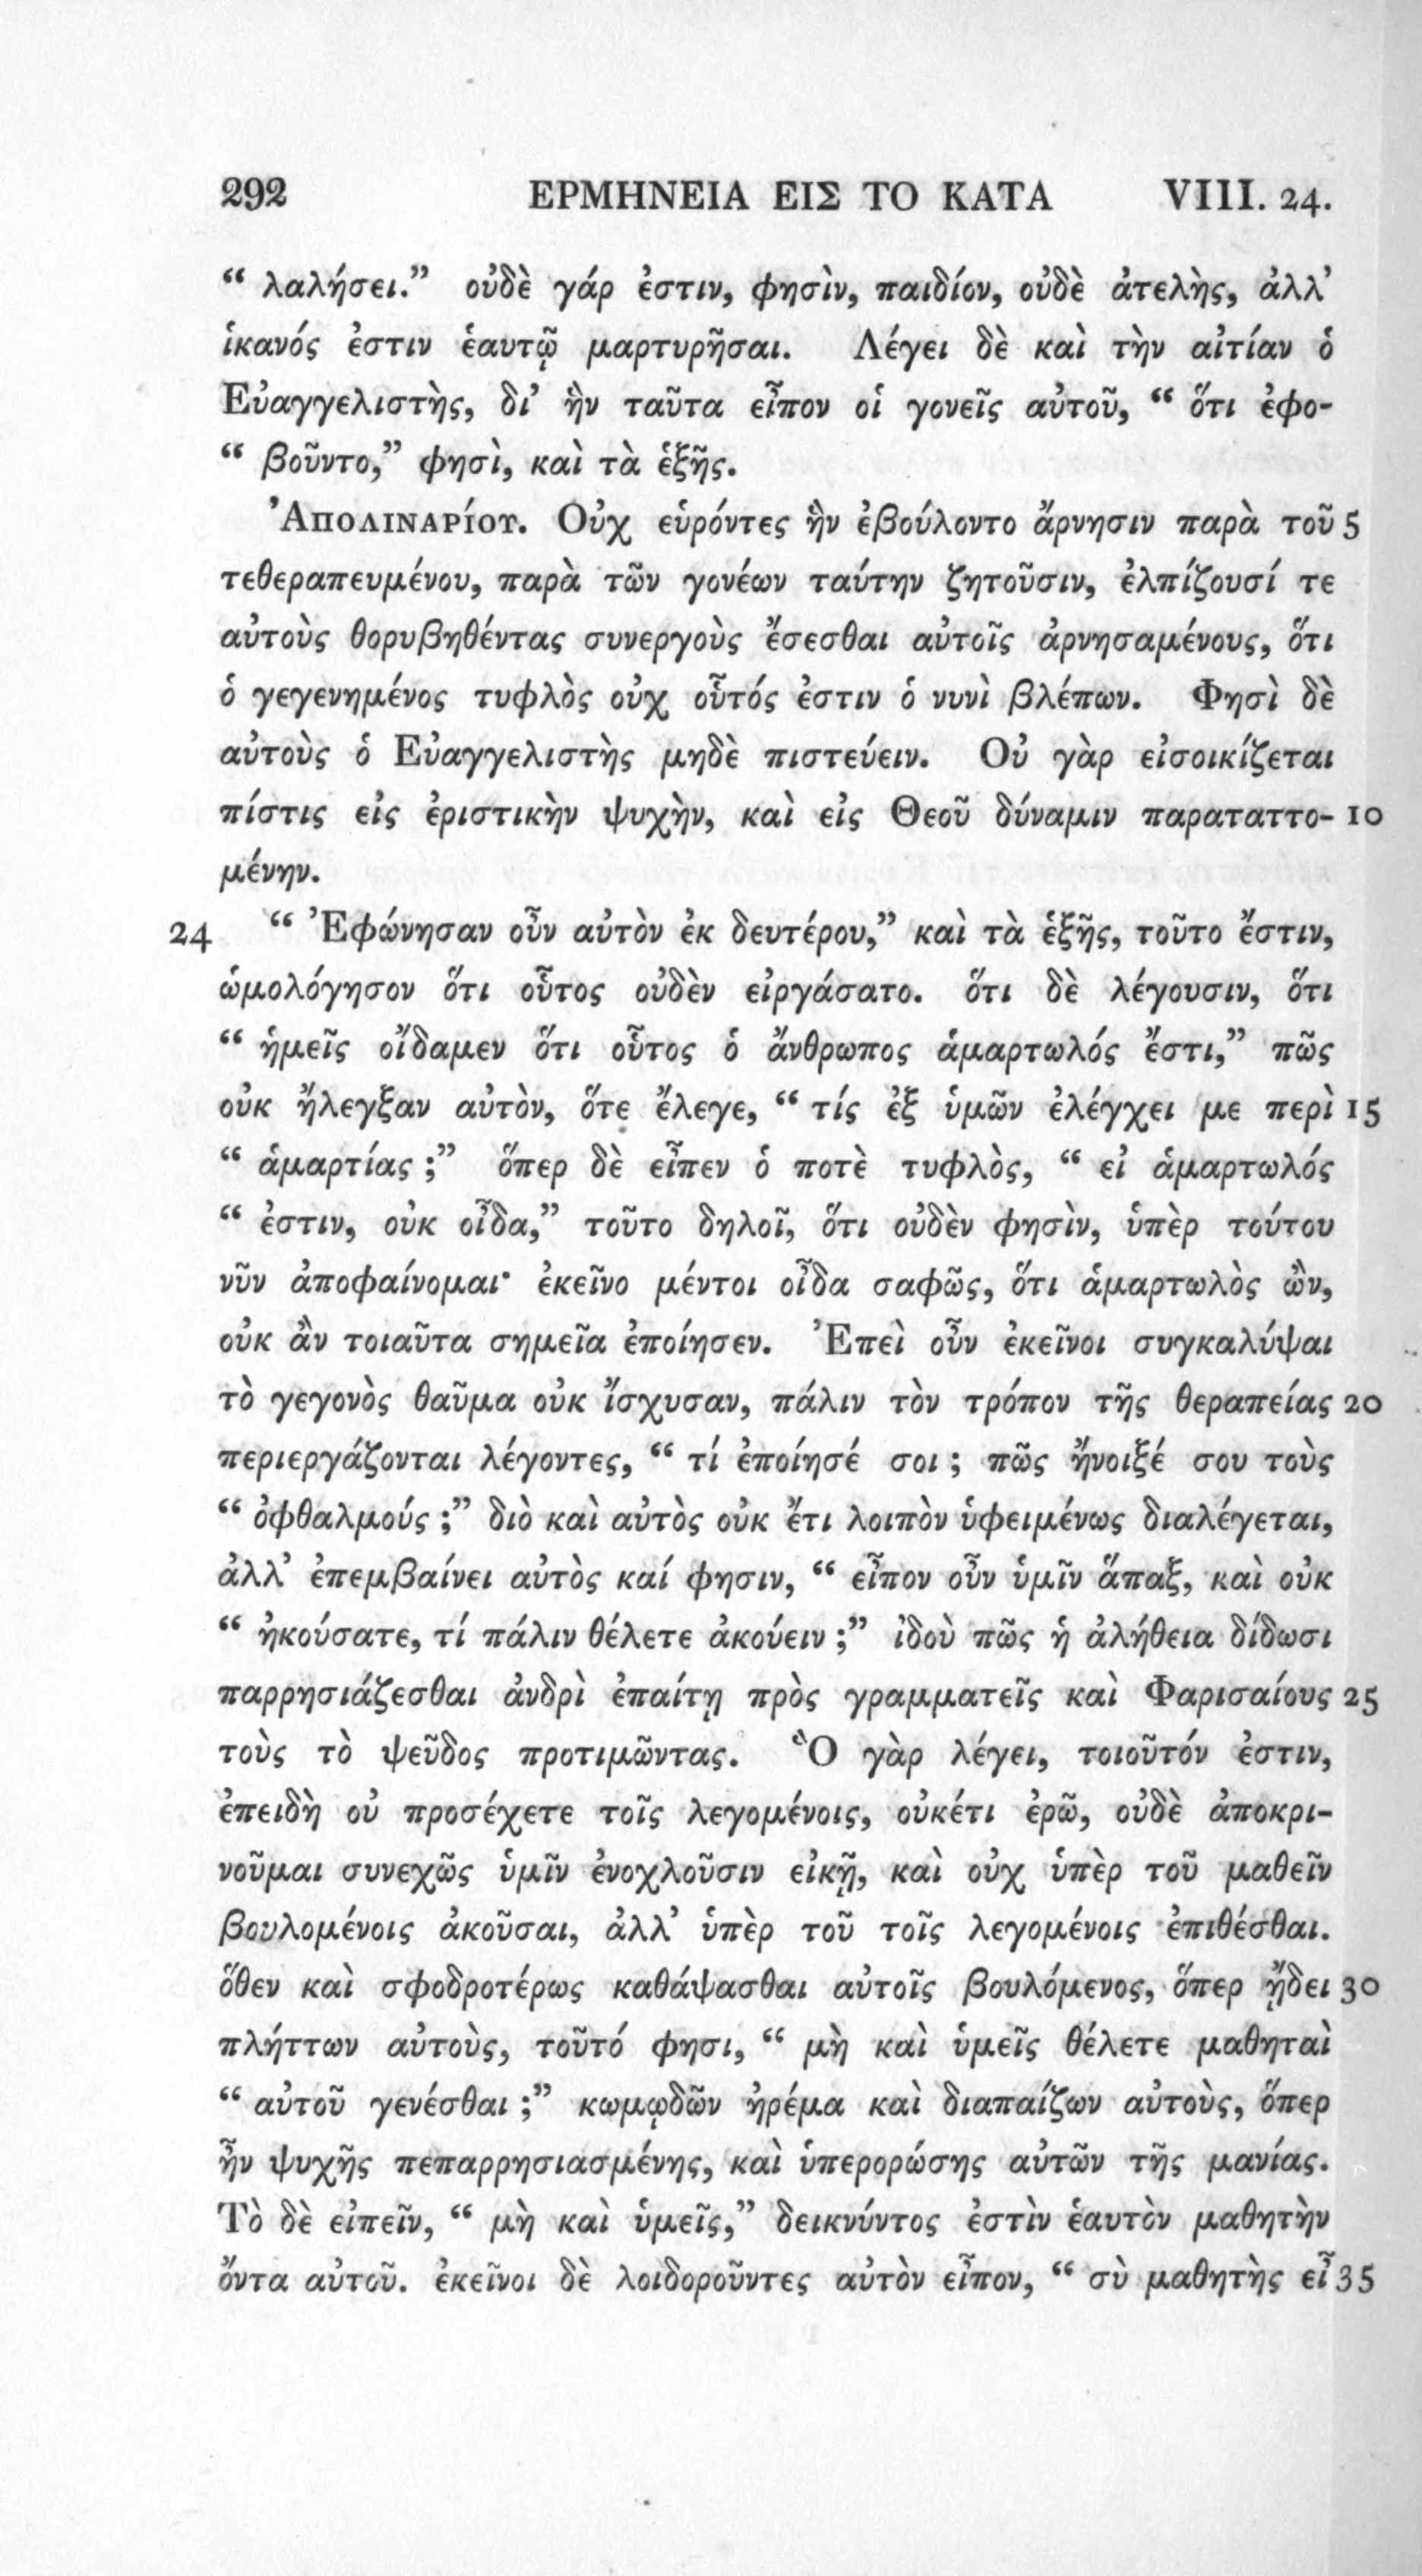 292 ΕΡΜΗΝΕΙΑ ΕΙΣ ΤΟ ΚΑΤΑ VIII. 24.
“ λαλήσει.” οὐδὲ γάρ ἐστιν, φησὶν, παιδίον, οὐδὲ ἀτελὴς, ἀλλ’
ἱκανός ἐστιν ἑαυτῷ μαρτυρῆσαι. Λέγει δὲ καὶ τὴν αἰτίαν ὁ
Εὐαγγελιστὴς, δι’ ἣν ταῦτα εἶπον οἱ γονεῖς αὐτοῦ, “ ὅτι ἐφο-
“ βοῦντο,” φησὶ, καὶ τὰ ἑξῆς.
Ἀπολιναρίου. Οὐχ εὑρόντες ἣν ἐβούλοντο ἄρνησιν παρὰ τοῦ 5
τεθεραπευμένου, παρὰ τῶν γονέων ταύτην ζητοῦσιν, ἐλπίζουσί τε
αὐτοὺς θορυβηθέντας συνεργοὺς ἔσεσθαι αὐτοῖς ἀρνησαμένους, ὅτι
ὁ γεγενημένος τυφλὸς οὐχ οὗτός ἐστιν ὁ νυνὶ βλέπων. Φησὶ δὲ
αὐτοὺς ὁ Εὐαγγελιστὴς μηδὲ πιστεύειν. Οὐ γὰρ εἰσοικίζεται
πίστις εἰς ἐριστικὴν ψυχὴν, καὶ εἰς Θεοῦ δύναμιν παραταττο- 10
μένην.
24 “ Ἐφώνησαν οὖν αὐτὸν ἐκ δευτέρου,” καὶ τὰ ἑξῆς, τοῦτο ἔστιν,
ὡμολόγησον ὅτι οὗτος οὐδὲν εἰργάσατο. ὅτι δὲ λέγουσιν, ὅτι
“ ἡμεῖς οἴδαμεν ὅτι οὗτος ὁ ἄνθρωπος ἁμαρτωλός ἔστι,” πῶς
οὐκ ἤλεγξαν αὐτὸν, ὅτε ἔλεγε, “ τίς ἐξ ὑμῶν ἐλέγχει με περὶ 15
“ ἁμαρτίας ;” ὅπερ δὲ εἶπεν ὁ ποτὲ τυφλὸς, “ εἰ ἁμαρτωλός
“ ἐστιν, οὐκ οἶδα,” τοῦτο δηλοῖ, ὅτι οὐδὲν φησὶν, ὑπὲρ τούτου
νῦν ἀποφαίνομαι· ἐκεῖνο μέντοι οἶδα σαφῶς, ὅτι ἁμαρτωλὸς ὢν,
οὐκ ἂν τοιαῦτα σημεῖα ἐποίησεν. Ἐπεὶ οὖν ἐκεῖνοι συγκαλύψαι
τὸ γεγονὸς θαῦμα οὐκ ἴσχυσαν, πάλιν τὸν τρόπον τῆς θεραπείας 20
περιεργάζονται λέγοντες, “ τί ἐποίησέ σοι ; πῶς ἤνοιξέ σου τοὺς
“ ὀφθαλμούς ;” διὸ καὶ αὐτὸς οὐκ ἔτι λοιπὸν ὑφειμένως διαλέγεται,
ἀλλ’ ἐπεμβαίνει αὐτὸς καί φησιν, “ εἶπον οὖν ὑμῖν ἅπαξ, καὶ οὐκ
“ ἠκούσατε, τί πάλιν θέλετε ἀκούειν ;” ἰδοὺ πῶς ἡ ἀλήθεια δίδωσι
παρρησιάζεσθαι ἀνδρὶ ἐπαίτῃ πρὸς γραμματεῖς καὶ Φαρισαίους 25
τοὺς τὸ ψεῦδος προτιμῶντας. Ὃ γὰρ λέγει, τοιοῦτόν ἐστιν,
ἐπειδὴ οὐ προσέχετε τοῖς λεγομένοις, οὐκέτι ἐρῶ, οὐδὲ ἀποκρι-
νοῦμαι συνεχῶς ὑμῖν ἐνοχλοῦσιν εἰκῇ, καὶ οὐχ ὑπὲρ τοῦ μαθεῖν
βουλομένοις ἀκοῦσαι, ἀλλ’ ὑπὲρ τοῦ τοῖς λεγομένοις ἐπιθέσθαι.
ὅθεν καὶ σφοδροτέρως καθάψασθαι αὐτοῖς βουλόμενος, ὅπερ ᾔδει 30
πλήττων αὐτοὺς, τοῦτό φησι, “ μὴ καὶ ὑμεῖς θέλετε μαθηταὶ
“ αὐτοῦ γενέσθαι ;” κωμῳδῶν ἠρέμα καὶ διαπαίζων αὐτοὺς, ὅπερ
ἦν ψυχῆς πεπαρρησιασμένης, καὶ ὑπερορώσης αὐτῶν τῆς μανίας.
Τὸ δὲ εἰπεῖν, “ μὴ καὶ ὑμεῖς,” δεικνύντος ἐστὶν ἑαυτὸν μαθητὴν
ὄντα αὐτοῦ. ἐκεῖνοι δὲ λοιδοροῦντες αὐτὸν εἶπον, “ σὺ μαθητὴς εἶ 35